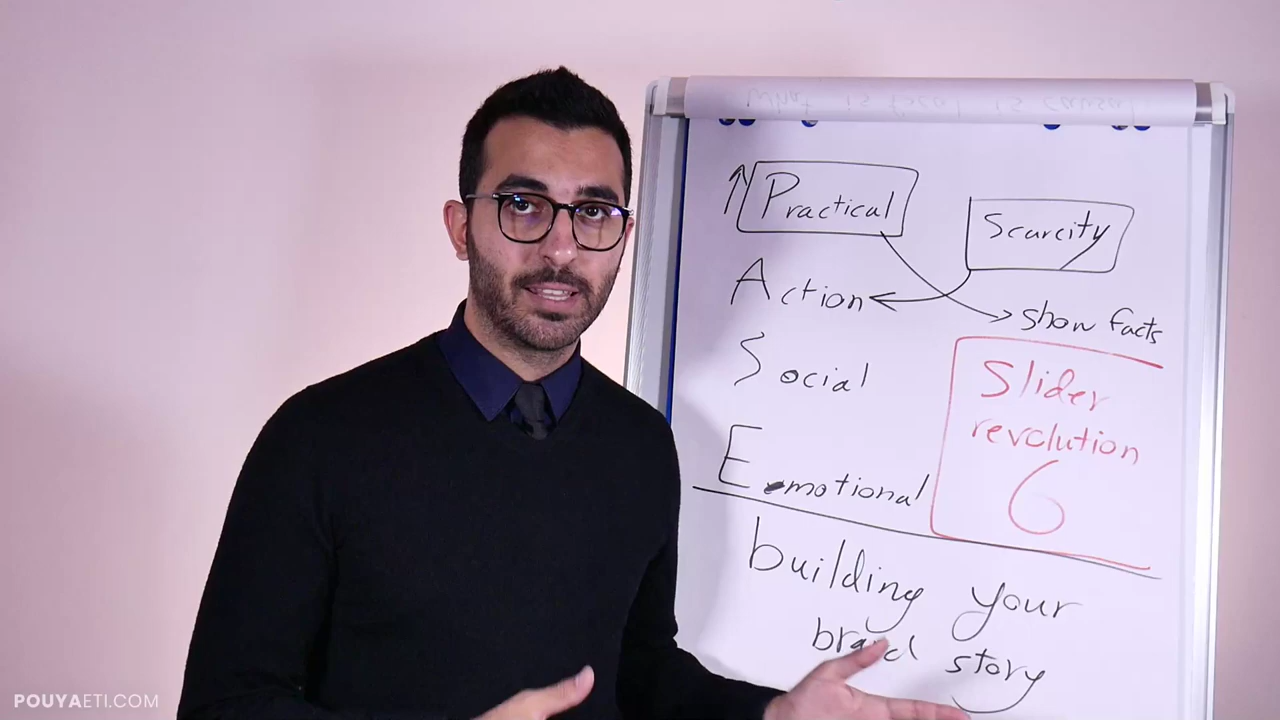 Practical
Scarcity
Action
show facts
Social
Slider
revolution
6
Emotional
building your
brand story
POUYAETI.COM